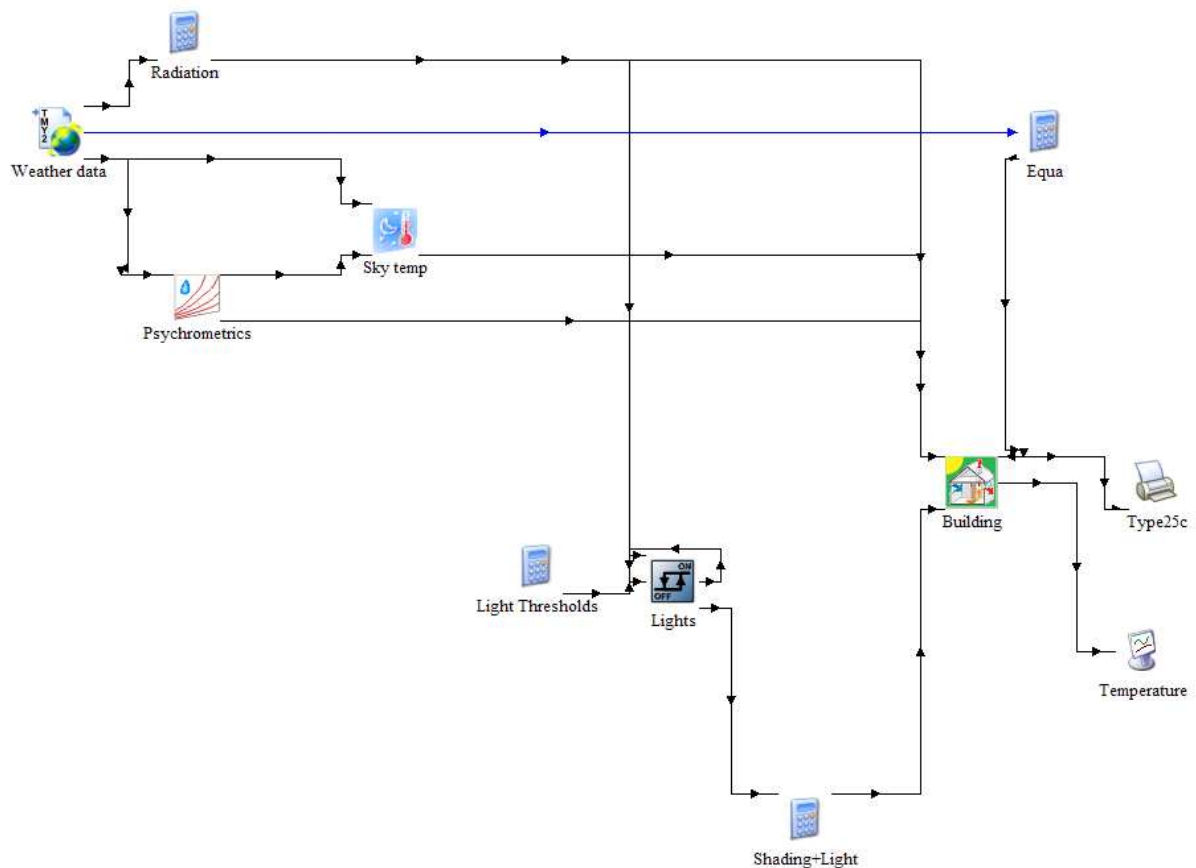 Radiation
TMY2
Weather data
Equa
Sky temp
Psychrometrics
Building
Type25c
Light Thresholds
ON
OFF
Lights
Temperature
Shading+Light